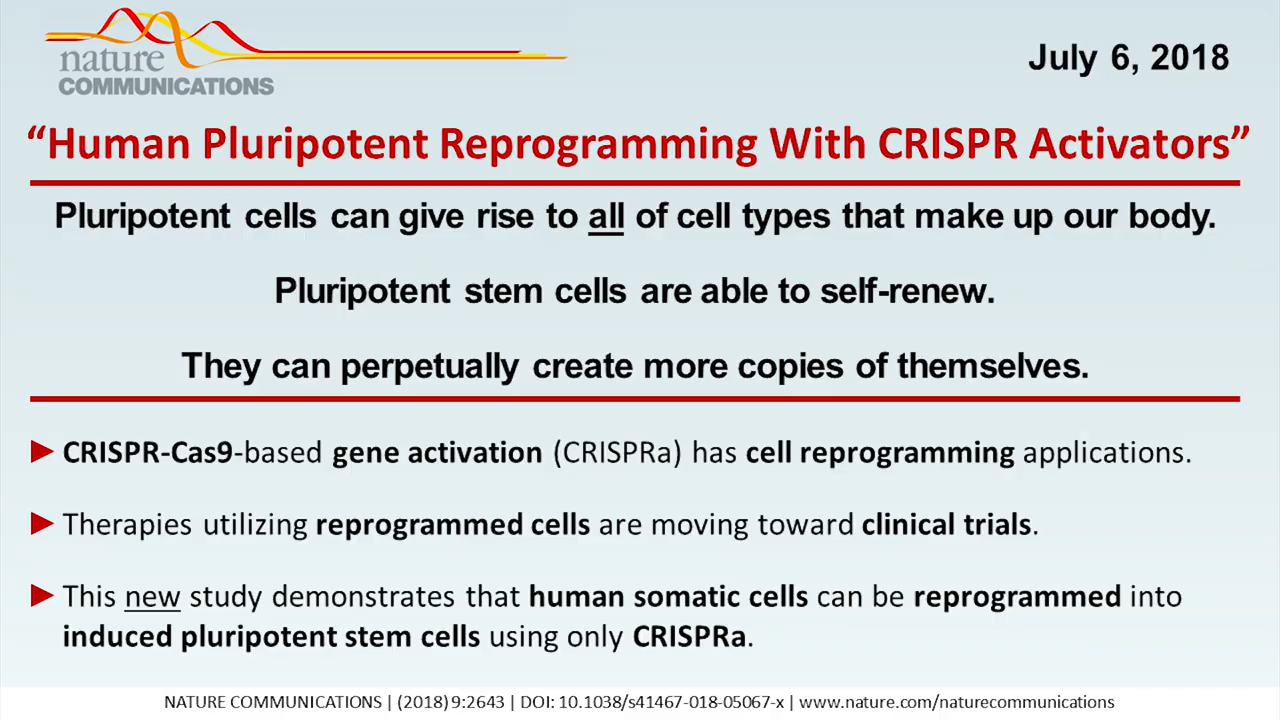 nature
COMMUNICATIONS
July 6, 2018
“Human Pluripotent Reprogramming With CRISPR Activators”
Pluripotent cells can give rise to all of cell types that make up our body.
Pluripotent stem cells are able to self-renew.
They can perpetually create more copies of themselves.
► CRISPR-Cas9-based gene activation (CRISPRa) has cell reprogramming applications.
► Therapies utilizing reprogrammed cells are moving toward clinical trials.
► This new study demonstrates that human somatic cells can be reprogrammed into
induced pluripotent stem cells using only CRISPRa.
NATURE COMMUNICATIONS | (2018) 9:2643 | DOI: 10.1038/s41467-018-05067-x | www.nature.com/naturecommunications